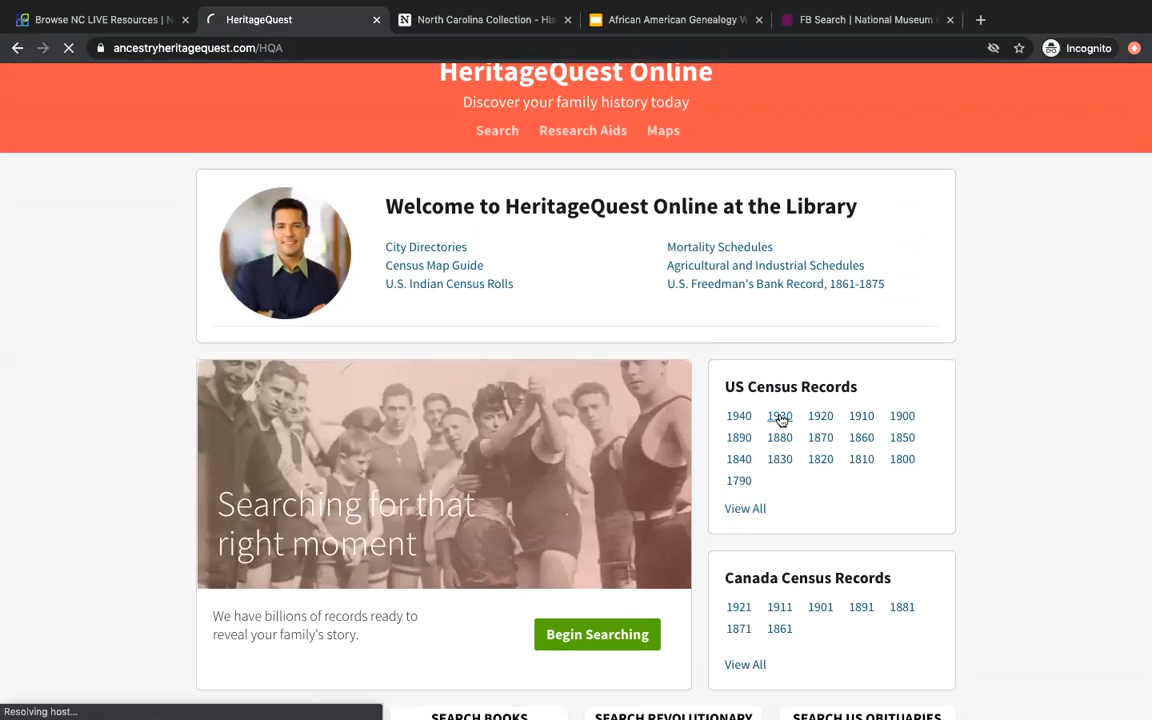 Browse NC LIVE Resources | N
HeritageQuest
North Carolina Collection - His
African American Genealogy W
FB Search | National Museum
ancestryheritagequest.com/HQA
Incognito
HeritageQuest Online
Discover your family history today
Search Research Aids Maps
Welcome to HeritageQuest Online at the Library
City Directories Mortality Schedules
Census Map Guide Agricultural and Industrial Schedules
U.S. Indian Census Rolls U.S. Freedman's Bank Record, 1861-1875
Searching for that
right moment
We have billions of records ready to
reveal your family's story.
Begin Searching
US Census Records
1940 1930 1920 1910 1900
1890 1880 1870 1860 1850
1840 1830 1820 1810 1800
1790
View All
Canada Census Records
1921 1911 1901 1891 1881
1871 1861
View All
Resolving host...
SEARCH BOOKS SEARCH REVOLUTIONARY SEARCH US OBITUARIES